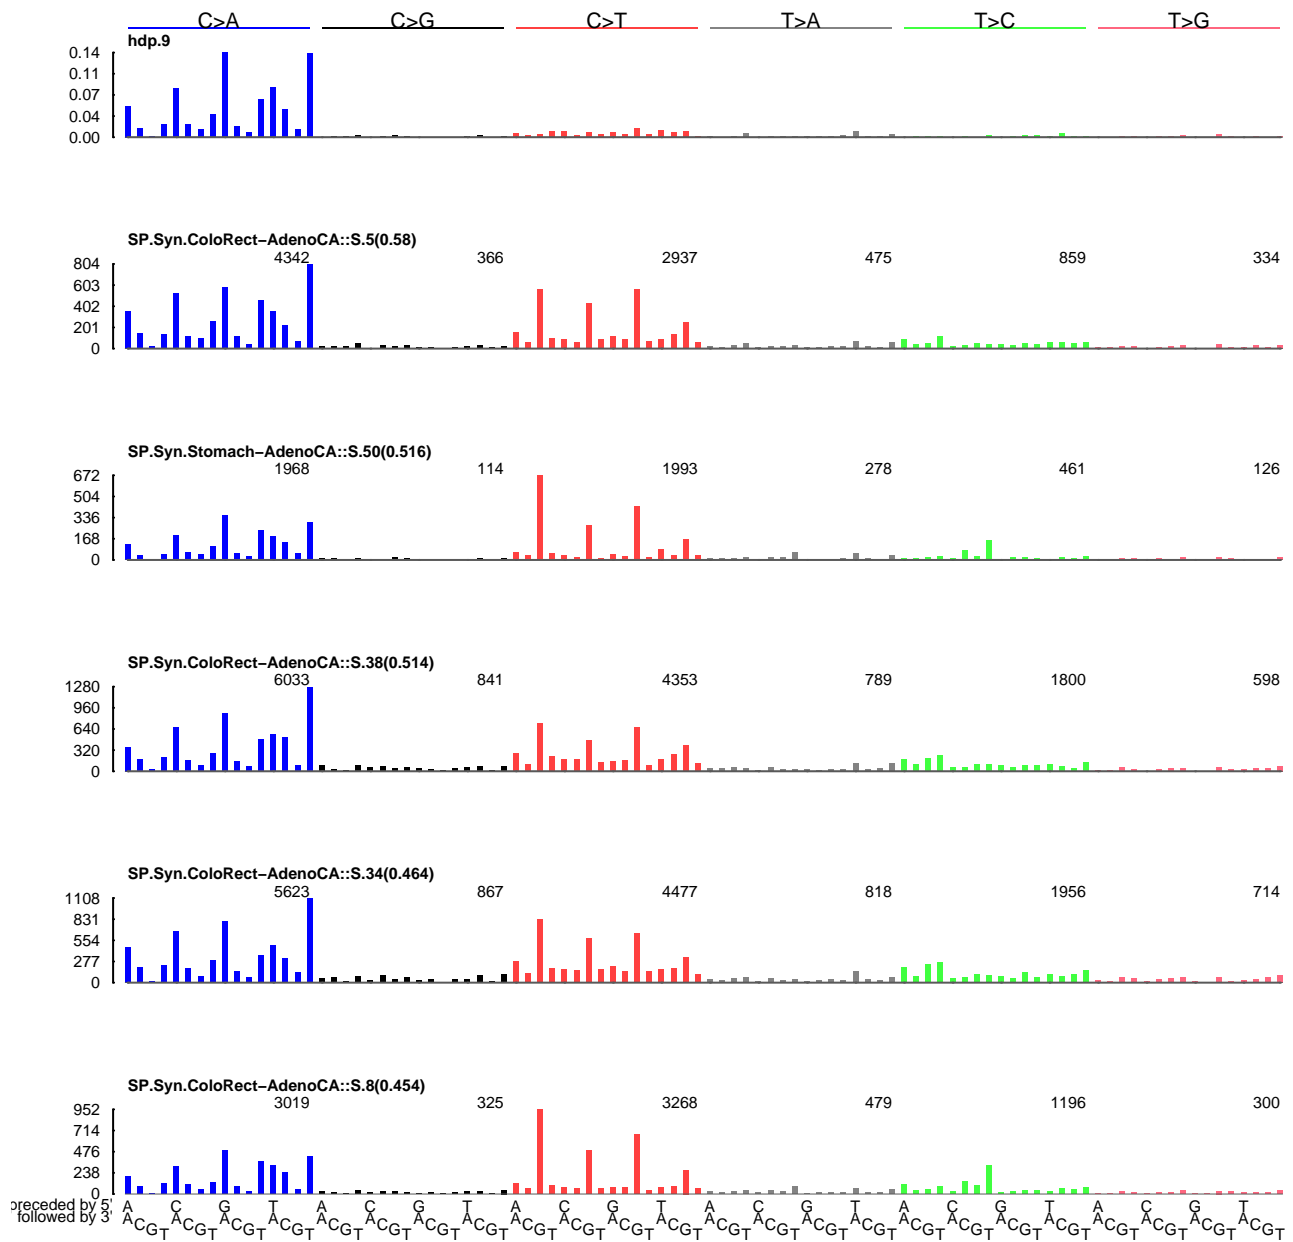 C>A C>G C>T T>A T>C T>G
hdp.9
0.14
0.11
0.07
0.04
0.00
SP.Syn.ColoRect−AdenoCA::S.5(0.58)
4342 366 2937 475 859 334
804
603
402
201
0
SP.Syn.Stomach−AdenoCA::S.50(0.516)
1968 114 1993 278 461 126
672
504
336
168
0
SP.Syn.ColoRect−AdenoCA::S.38(0.514)
6033 841 4353 789 1800 598
1280
960
640
320
0
SP.Syn.ColoRect−AdenoCA::S.34(0.464)
5623 867 4477 818 1956 714
1108
831
554
277
0
SP.Syn.ColoRect−AdenoCA::S.8(0.454)
3019 325 3268 479 1196 300
952
714
476
238
0
preceded by 5' A C G T A C G T A C G T A C G T A C G T A C G T
followed by 3' A C G T A C G T A C G T A C G T A C G T A C G T A C G T A C G T A C G T A C G T A C G T A C G T A C G T A C G T A C G T A C G T A C G T A C G T A C G T A C G T A C G T A C G T A C G T A C G T